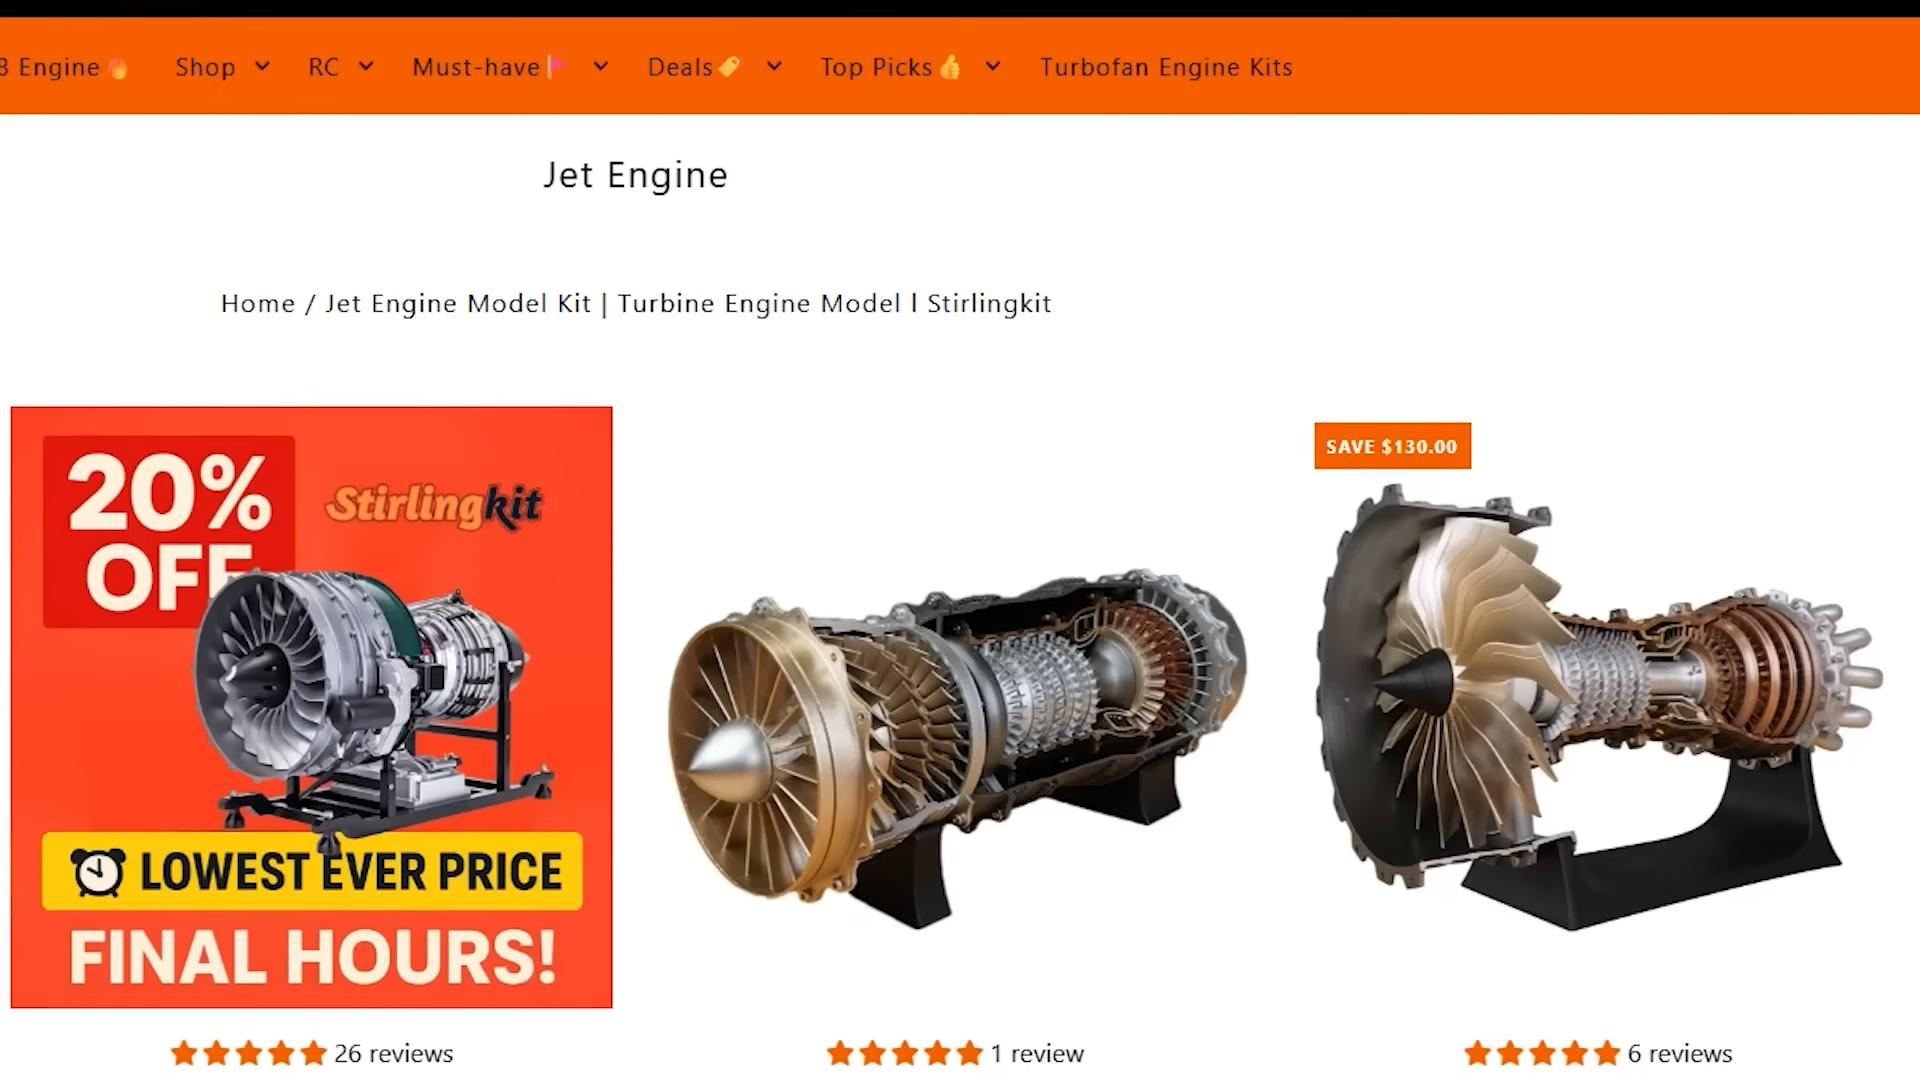 8 Engine Shop RC Must-have Deals Top Picks Turbofan Engine Kits
Jet Engine
Home / Jet Engine Model Kit | Turbine Engine Model l Stirlingkit
20%
OFF
Stirlingkit
LOWEST EVER PRICE
FINAL HOURS!
SAVE $130.00
26 reviews
1 review
6 reviews